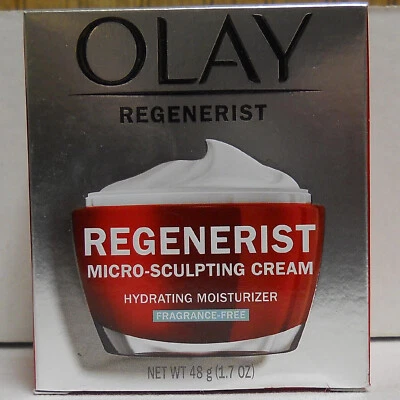 OLAY
REGENERIST
REGENERIST
MICRO-SCULPTING CREAM
HYDRATING MOISTURIZER
FRAGRANCE-FREE
NET WT 48 g (1.7 OZ)